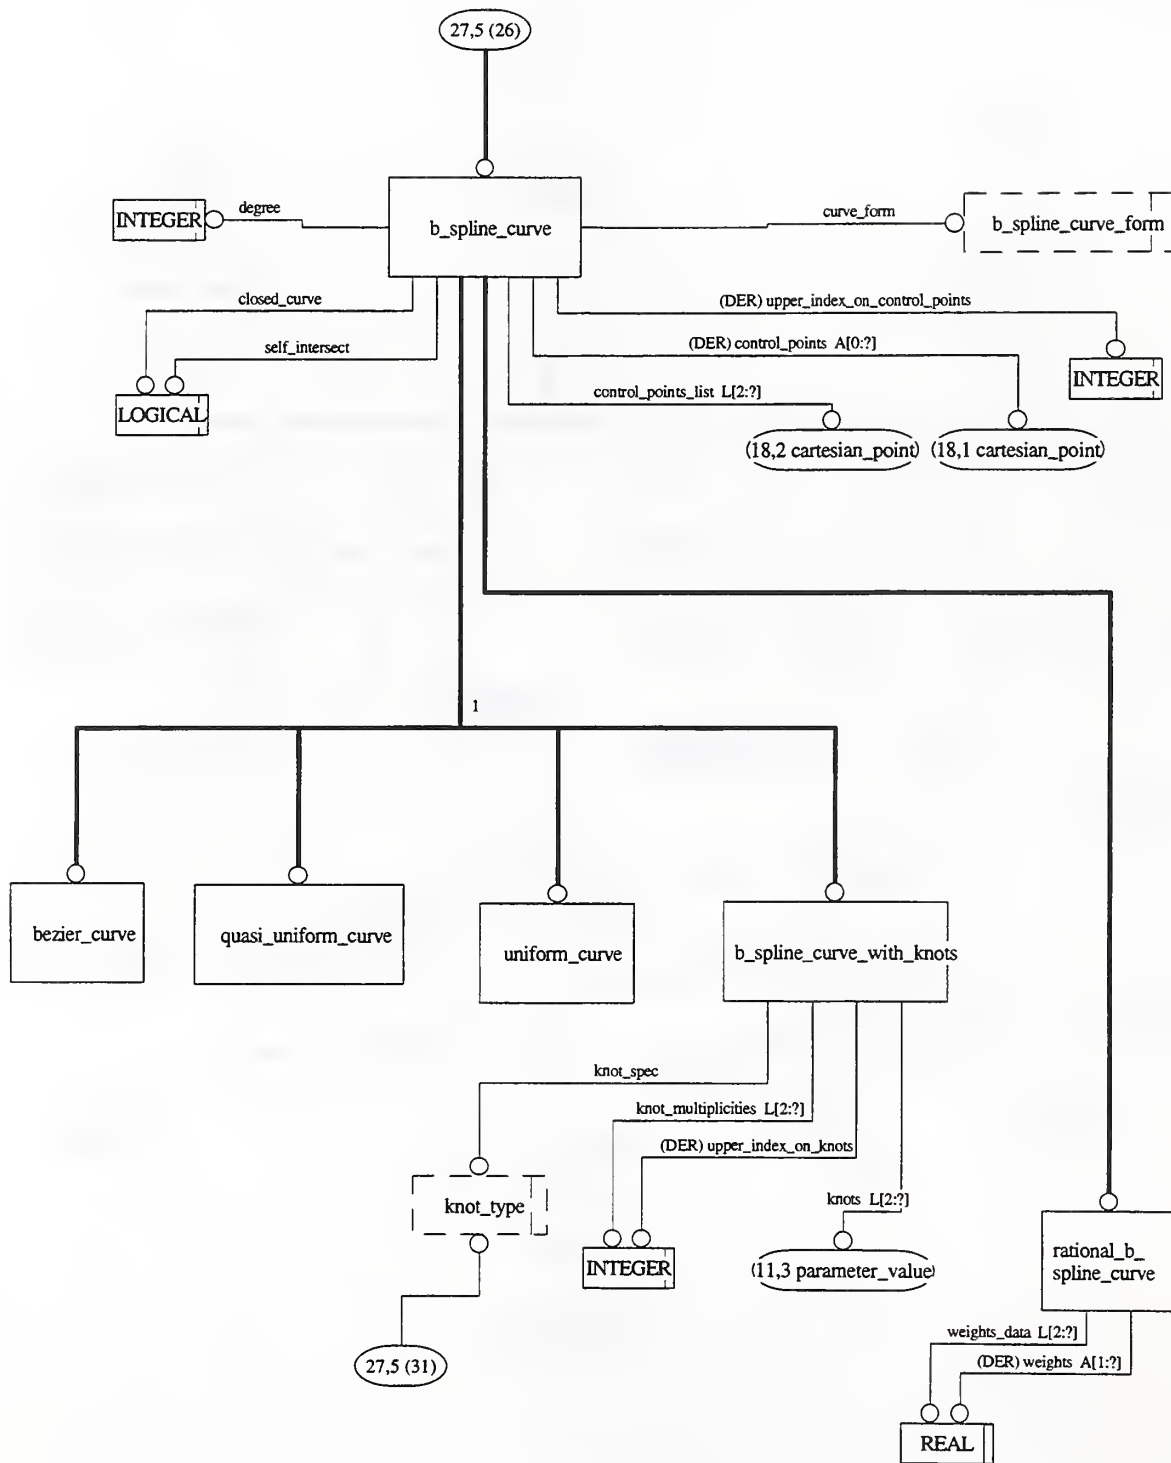 27,5 (26)
INTEGER
degree
b_spline_curve
curve_form
b_spline_curve_form
closed_curve
(DER) upper_index_on_control_points
self_intersect
(DER) control_points A[0:?]
INTEGER
control_points_list L[2:?]
LOGICAL
(18,2 cartesian_point)
(18,1 cartesian_point)
1
bezier_curve
quasi_uniform_curve
uniform_curve
b_spline_curve_with_knots
knot_spec
knot_multiplicities L[2:?]
(DER) upper_index_on_knots
knots L[2:?]
knot_type
INTEGER
(11,3 parameter_value)
rational_b_
spline_curve
weights_data L[2:?]
27,5 (31)
(DER) weights A[1:?]
REAL